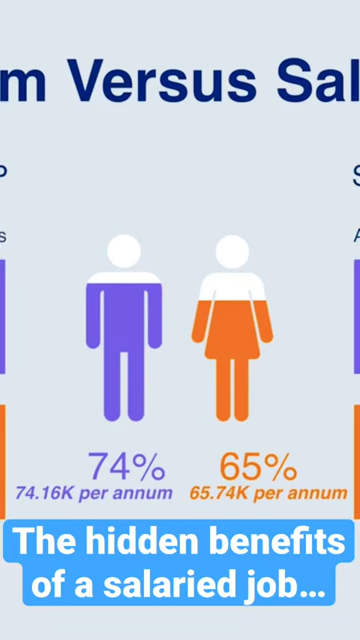 m Versus Sal
P
S
s
A
74%
65%
74.16K per annum
65.74K per annum
The hidden benefits
of a salaried job...